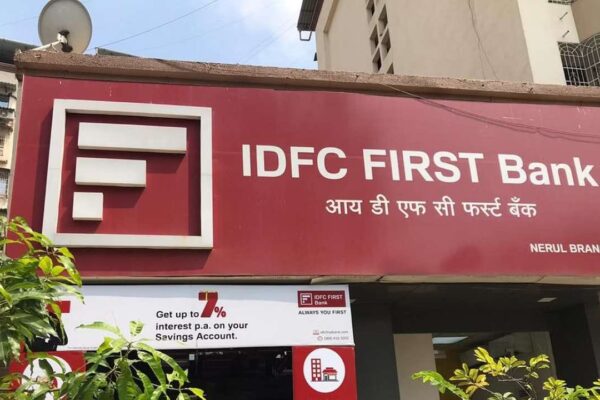 IDFC FIRST Bank
आय डी एफ सी फर्स्ट बँक
NERUL BRAN
Get up to 7%
interest p.a. on your
Savings Account.
IDFC FIRST
Bank
ALWAYS YOU FIRST